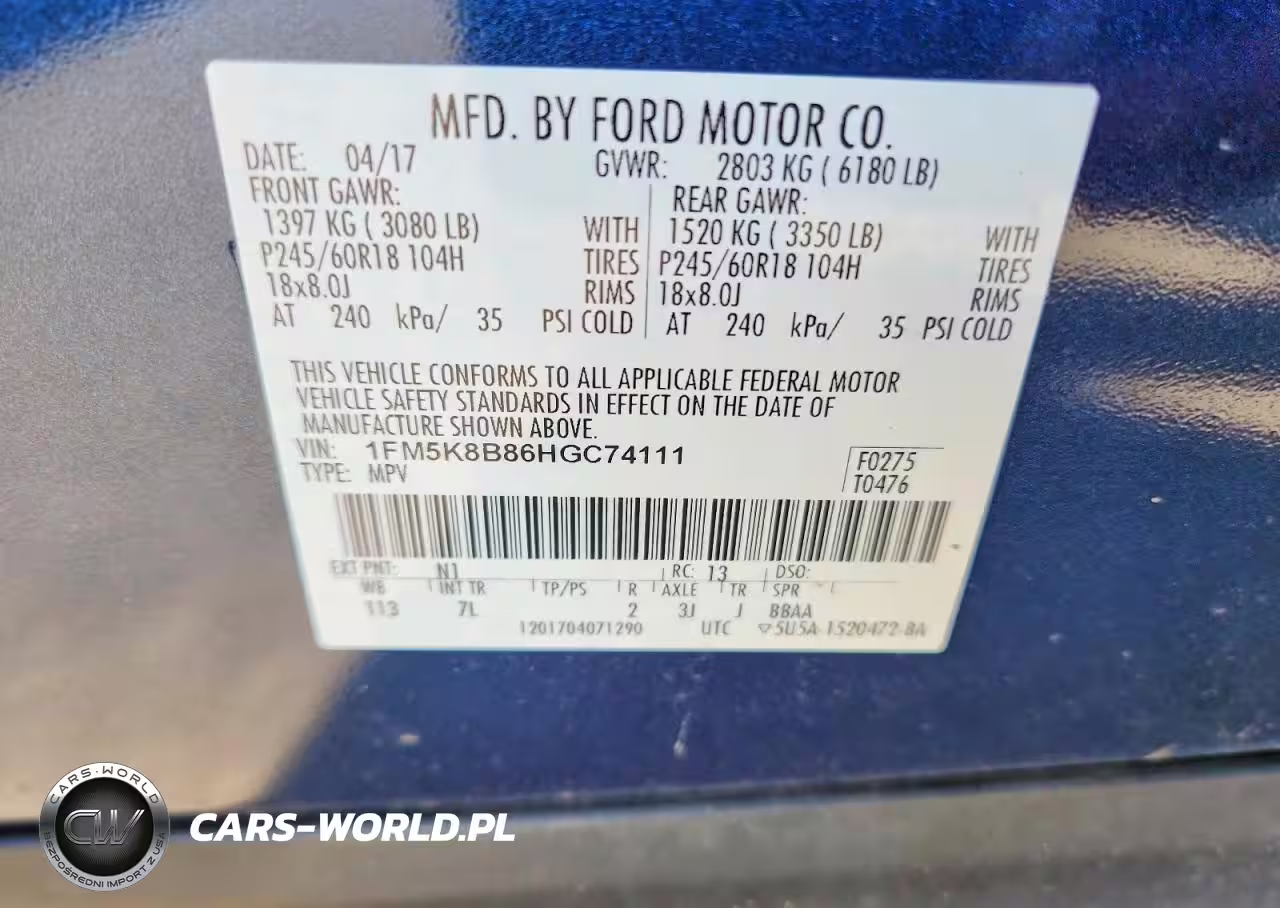 MFD. BY FORD MOTOR CO.
DATE: 04/17 GVWR: 2803 KG ( 6180 LB)
FRONT GAWR: REAR GAWR:
1397 KG ( 3080 LB) WITH 1520 KG ( 3350 LB) WITH
P245/60R18 104H TIRES P245/60R18 104H TIRES
18x8.0J RIMS 18x8.0J RIMS
AT 240 kPa/ 35 PSI COLD AT 240 kPa/ 35 PSI COLD
THIS VEHICLE CONFORMS TO ALL APPLICABLE FEDERAL MOTOR
VEHICLE SAFETY STANDARDS IN EFFECT ON THE DATE OF
MANUFACTURE SHOWN ABOVE.
VIN: 1FM5K8B86HGC74111 F0275
TYPE: MPV T0476
EXT PNT: N1 RC: 13 DSO:
WB INT TR TP/PS R AXLE TR SPR
113 7L 2 3J J BBAA
1201704071290 UTC ▽5U5A-1520472-BA
CARS-WORLD
CW
BEZPOŚREDNI IMPORT Z USA
CARS-WORLD.PL